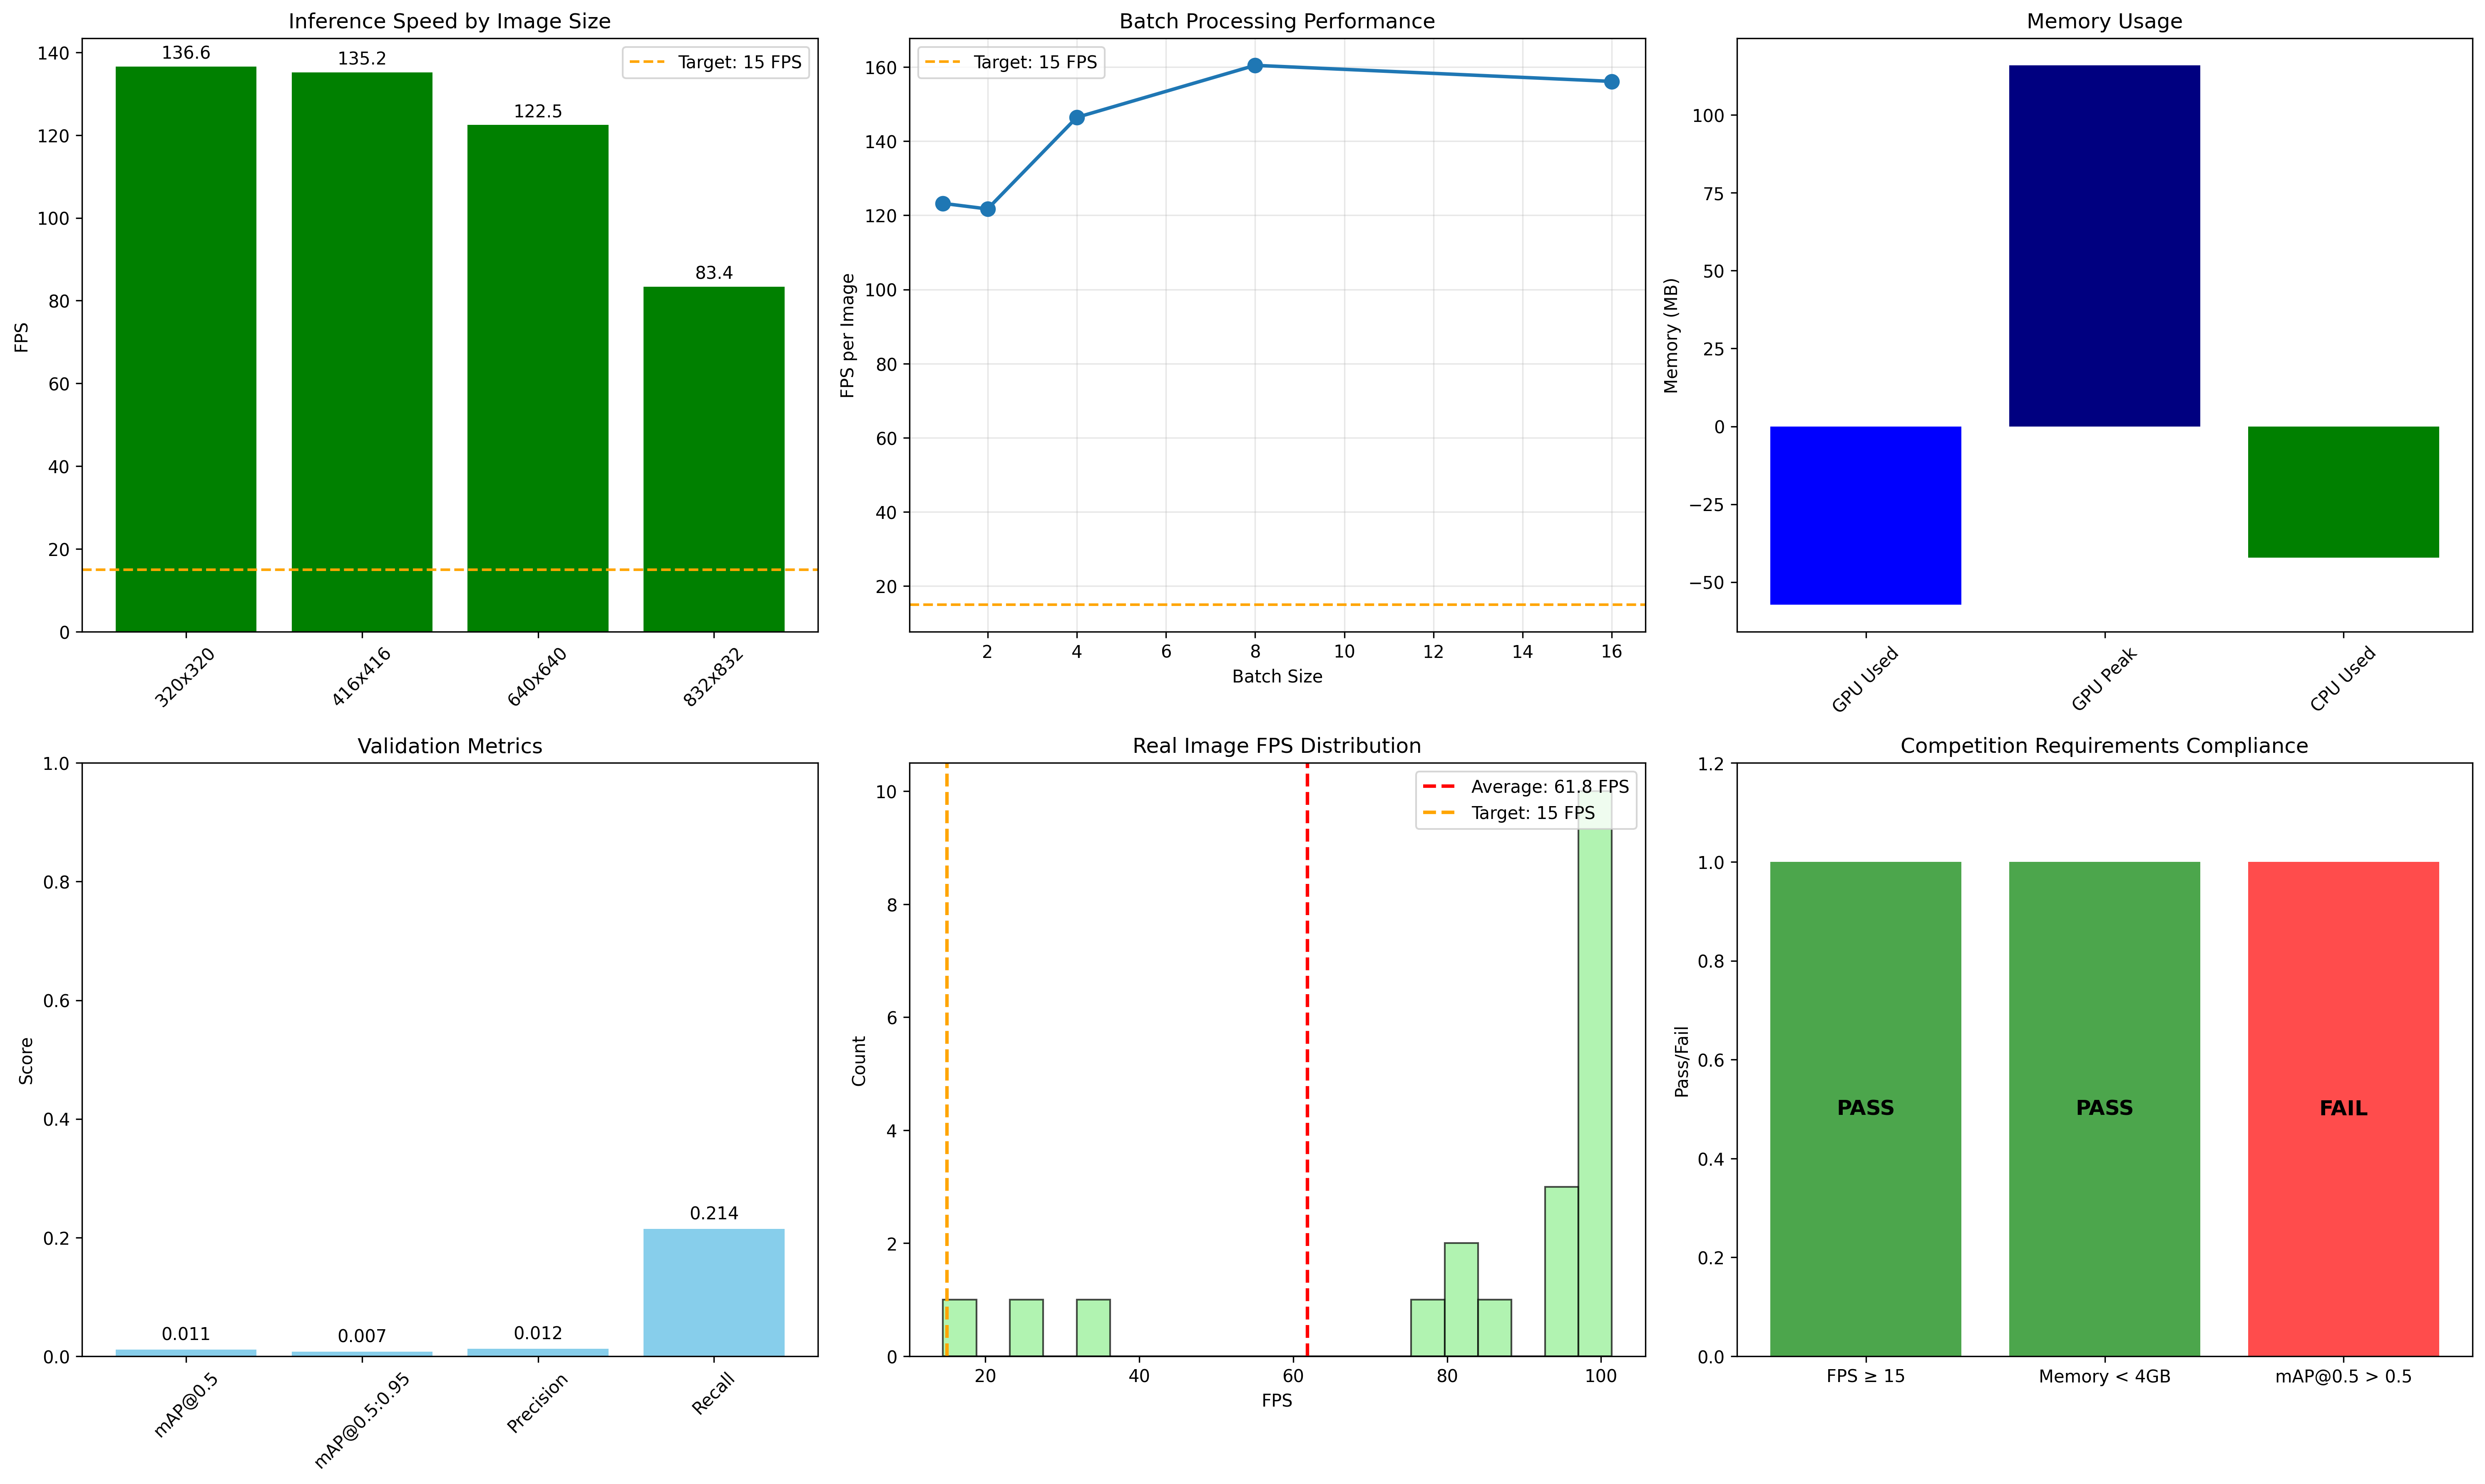 Inference Speed by Image Size
FPS
140
120
100
80
60
40
20
0
136.6
135.2
122.5
83.4
Target: 15 FPS
320x320
416x416
640x640
832x832
Batch Processing Performance
FPS per Image
160
140
120
100
80
60
40
20
Target: 15 FPS
2
4
6
8
10
12
14
16
Batch Size
Memory Usage
Memory (MB)
100
75
50
25
0
−25
−50
GPU Used
GPU Peak
CPU Used
Validation Metrics
Score
1.0
0.8
0.6
0.4
0.2
0.0
0.011
0.007
0.012
0.214
mAP@0.5
mAP@0.5:0.95
Precision
Recall
Real Image FPS Distribution
Count
10
8
6
4
2
0
Average: 61.8 FPS
Target: 15 FPS
20
40
60
80
100
FPS
Competition Requirements Compliance
Pass/Fail
1.2
1.0
0.8
0.6
0.4
0.2
0.0
PASS
PASS
FAIL
FPS ≥ 15
Memory < 4GB
mAP@0.5 > 0.5